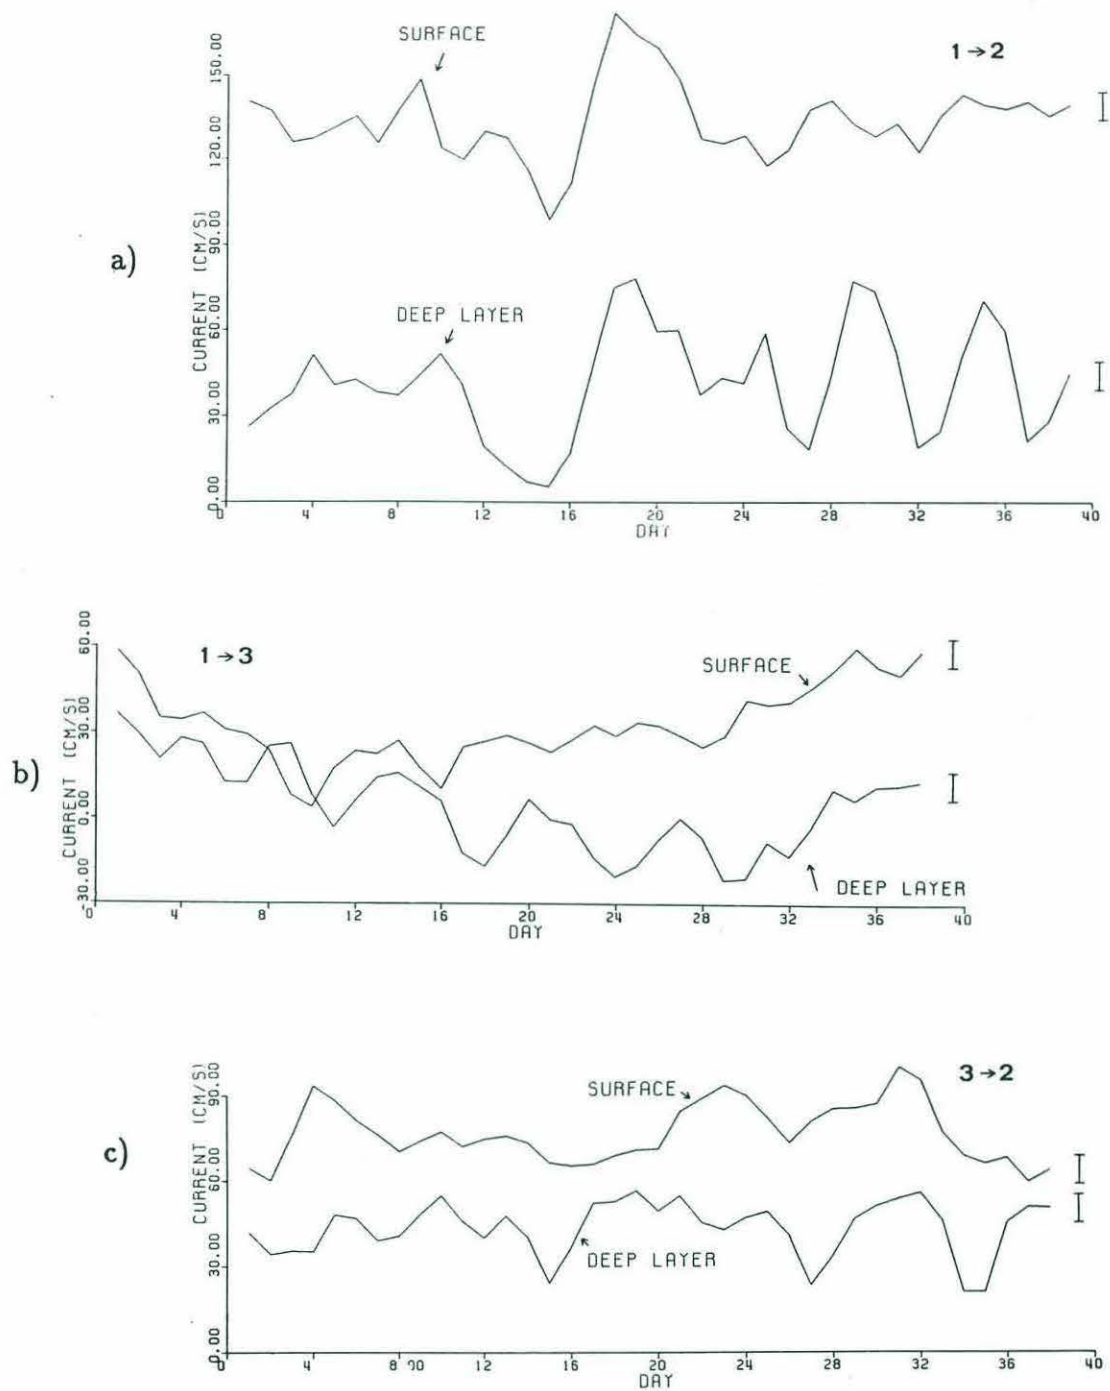 SURFACE
1→2
DEEP LAYER
a)
CURRENT (CM/S)
0.00 30.00 60.00 90.00 120.00 150.00
0 4 8 12 16 20 24 28 32 36 40
DAY
1→3
SURFACE
DEEP LAYER
b)
CURRENT (CM/S)
-30.00 0.00 30.00 60.00
0 4 8 12 16 20 24 28 32 36 40
DAY
3→2
SURFACE
DEEP LAYER
c)
CURRENT (CM/S)
0.00 30.00 60.00 90.00
0 4 8 00 12 16 20 24 28 32 36 40
DAY